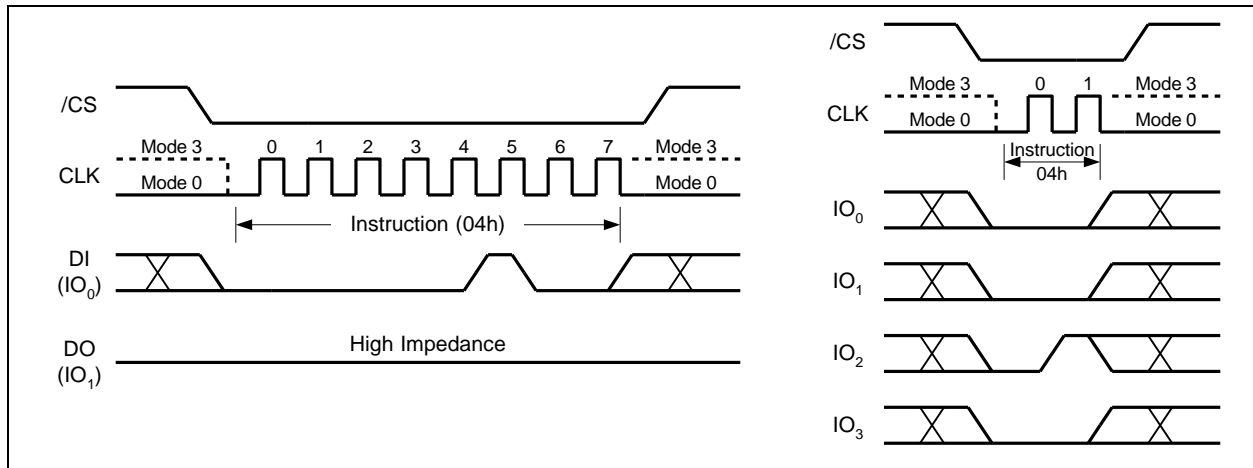 /CS
CLK
Mode 3
Mode 0
0 1 2 3 4 5 6 7
Mode 3
Mode 0
Instruction (04h)
DI
(IO₀)
DO
(IO₁)
High Impedance
/CS
CLK
Mode 3
Mode 0
0 1
Mode 3
Mode 0
Instruction
04h
IO₀
IO₁
IO₂
IO₃